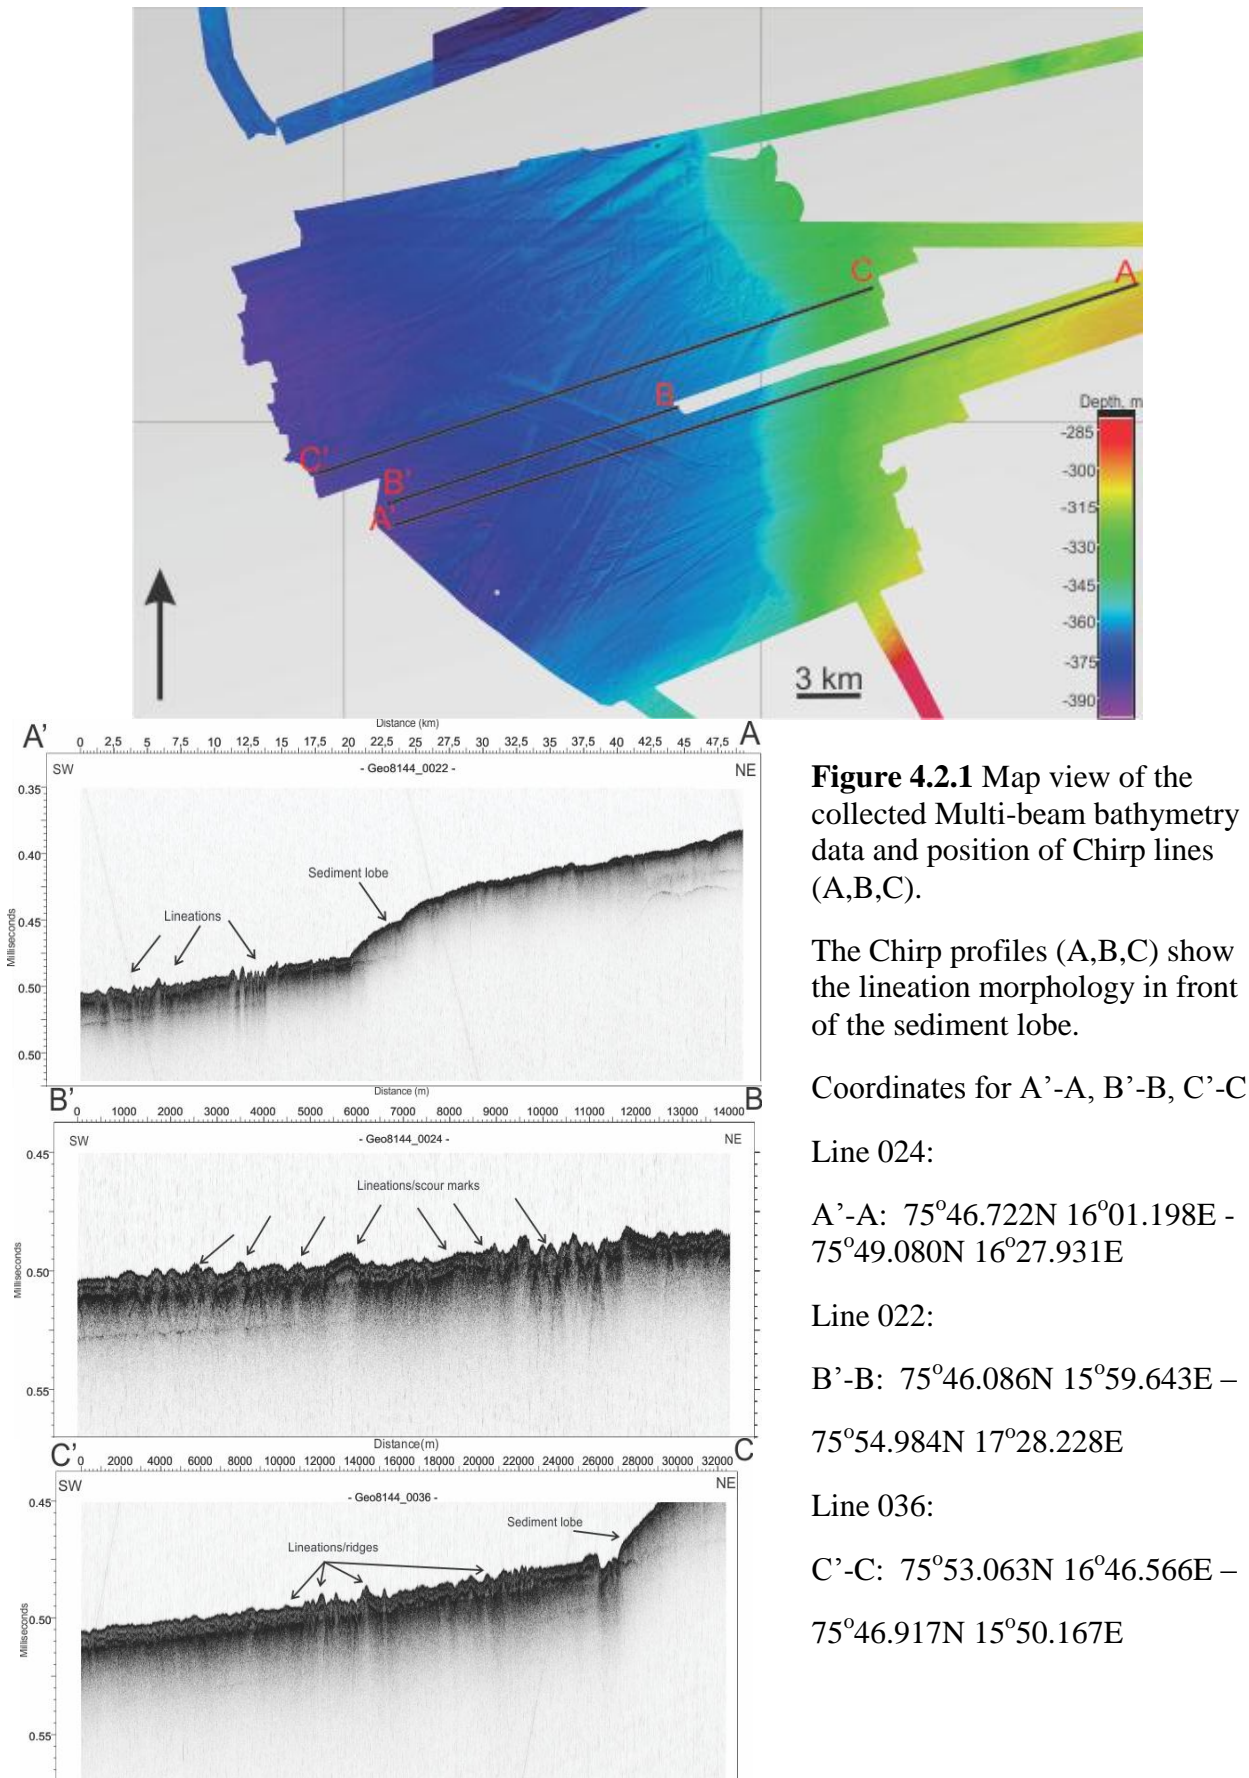 C
A
B
C'
B'
A'
Depth, m
-285
-300
-315
-330
-345
-360
-375
-390
3 km
A'
Distance (km)
A
0 2,5 5 7,5 10 12,5 15 17,5 20 22,5 25 27,5 30 32,5 35 37,5 40 42,5 45 47,5
SW
- Geo8144_0022 -
NE
0.35
0.40
0.45
0.50
0.50
Milliseconds
Sediment lobe
Lineations
B'
Distance (m)
B
0 1000 2000 3000 4000 5000 6000 7000 8000 9000 10000 11000 12000 13000 14000
SW
- Geo8144_0024 -
NE
0.45
0.50
0.55
Milliseconds
Lineations/scour marks
C'
Distance(m)
C
0 2000 4000 6000 8000 10000 12000 14000 16000 18000 20000 22000 24000 26000 28000 30000 32000
SW
- Geo8144_0036 -
NE
0.45
0.50
0.55
Milliseconds
Sediment lobe
Lineations/ridges
Figure 4.2.1 Map view of the
collected Multi-beam bathymetry
data and position of Chirp lines
(A,B,C).
The Chirp profiles (A,B,C) show
the lineation morphology in front
of the sediment lobe.
Coordinates for A’-A, B’-B, C’-C
Line 024:
A’-A: 75°46.722N 16°01.198E -
75°49.080N 16°27.931E
Line 022:
B’-B: 75°46.086N 15°59.643E –
75°54.984N 17°28.228E
Line 036:
C’-C: 75°53.063N 16°46.566E –
75°46.917N 15°50.167E